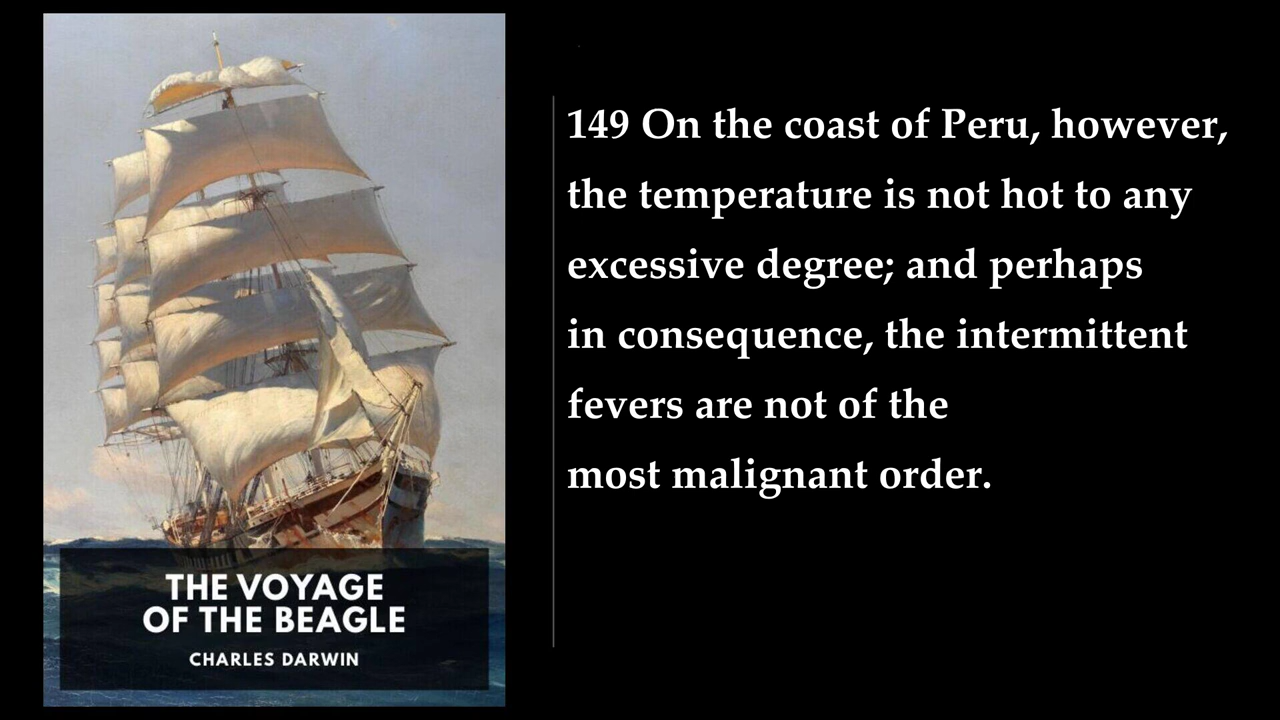 149 On the coast of Peru, however,
the temperature is not hot to any
excessive degree; and perhaps
in consequence, the intermittent
fevers are not of the
most malignant order.
THE VOYAGE
OF THE BEAGLE
CHARLES DARWIN